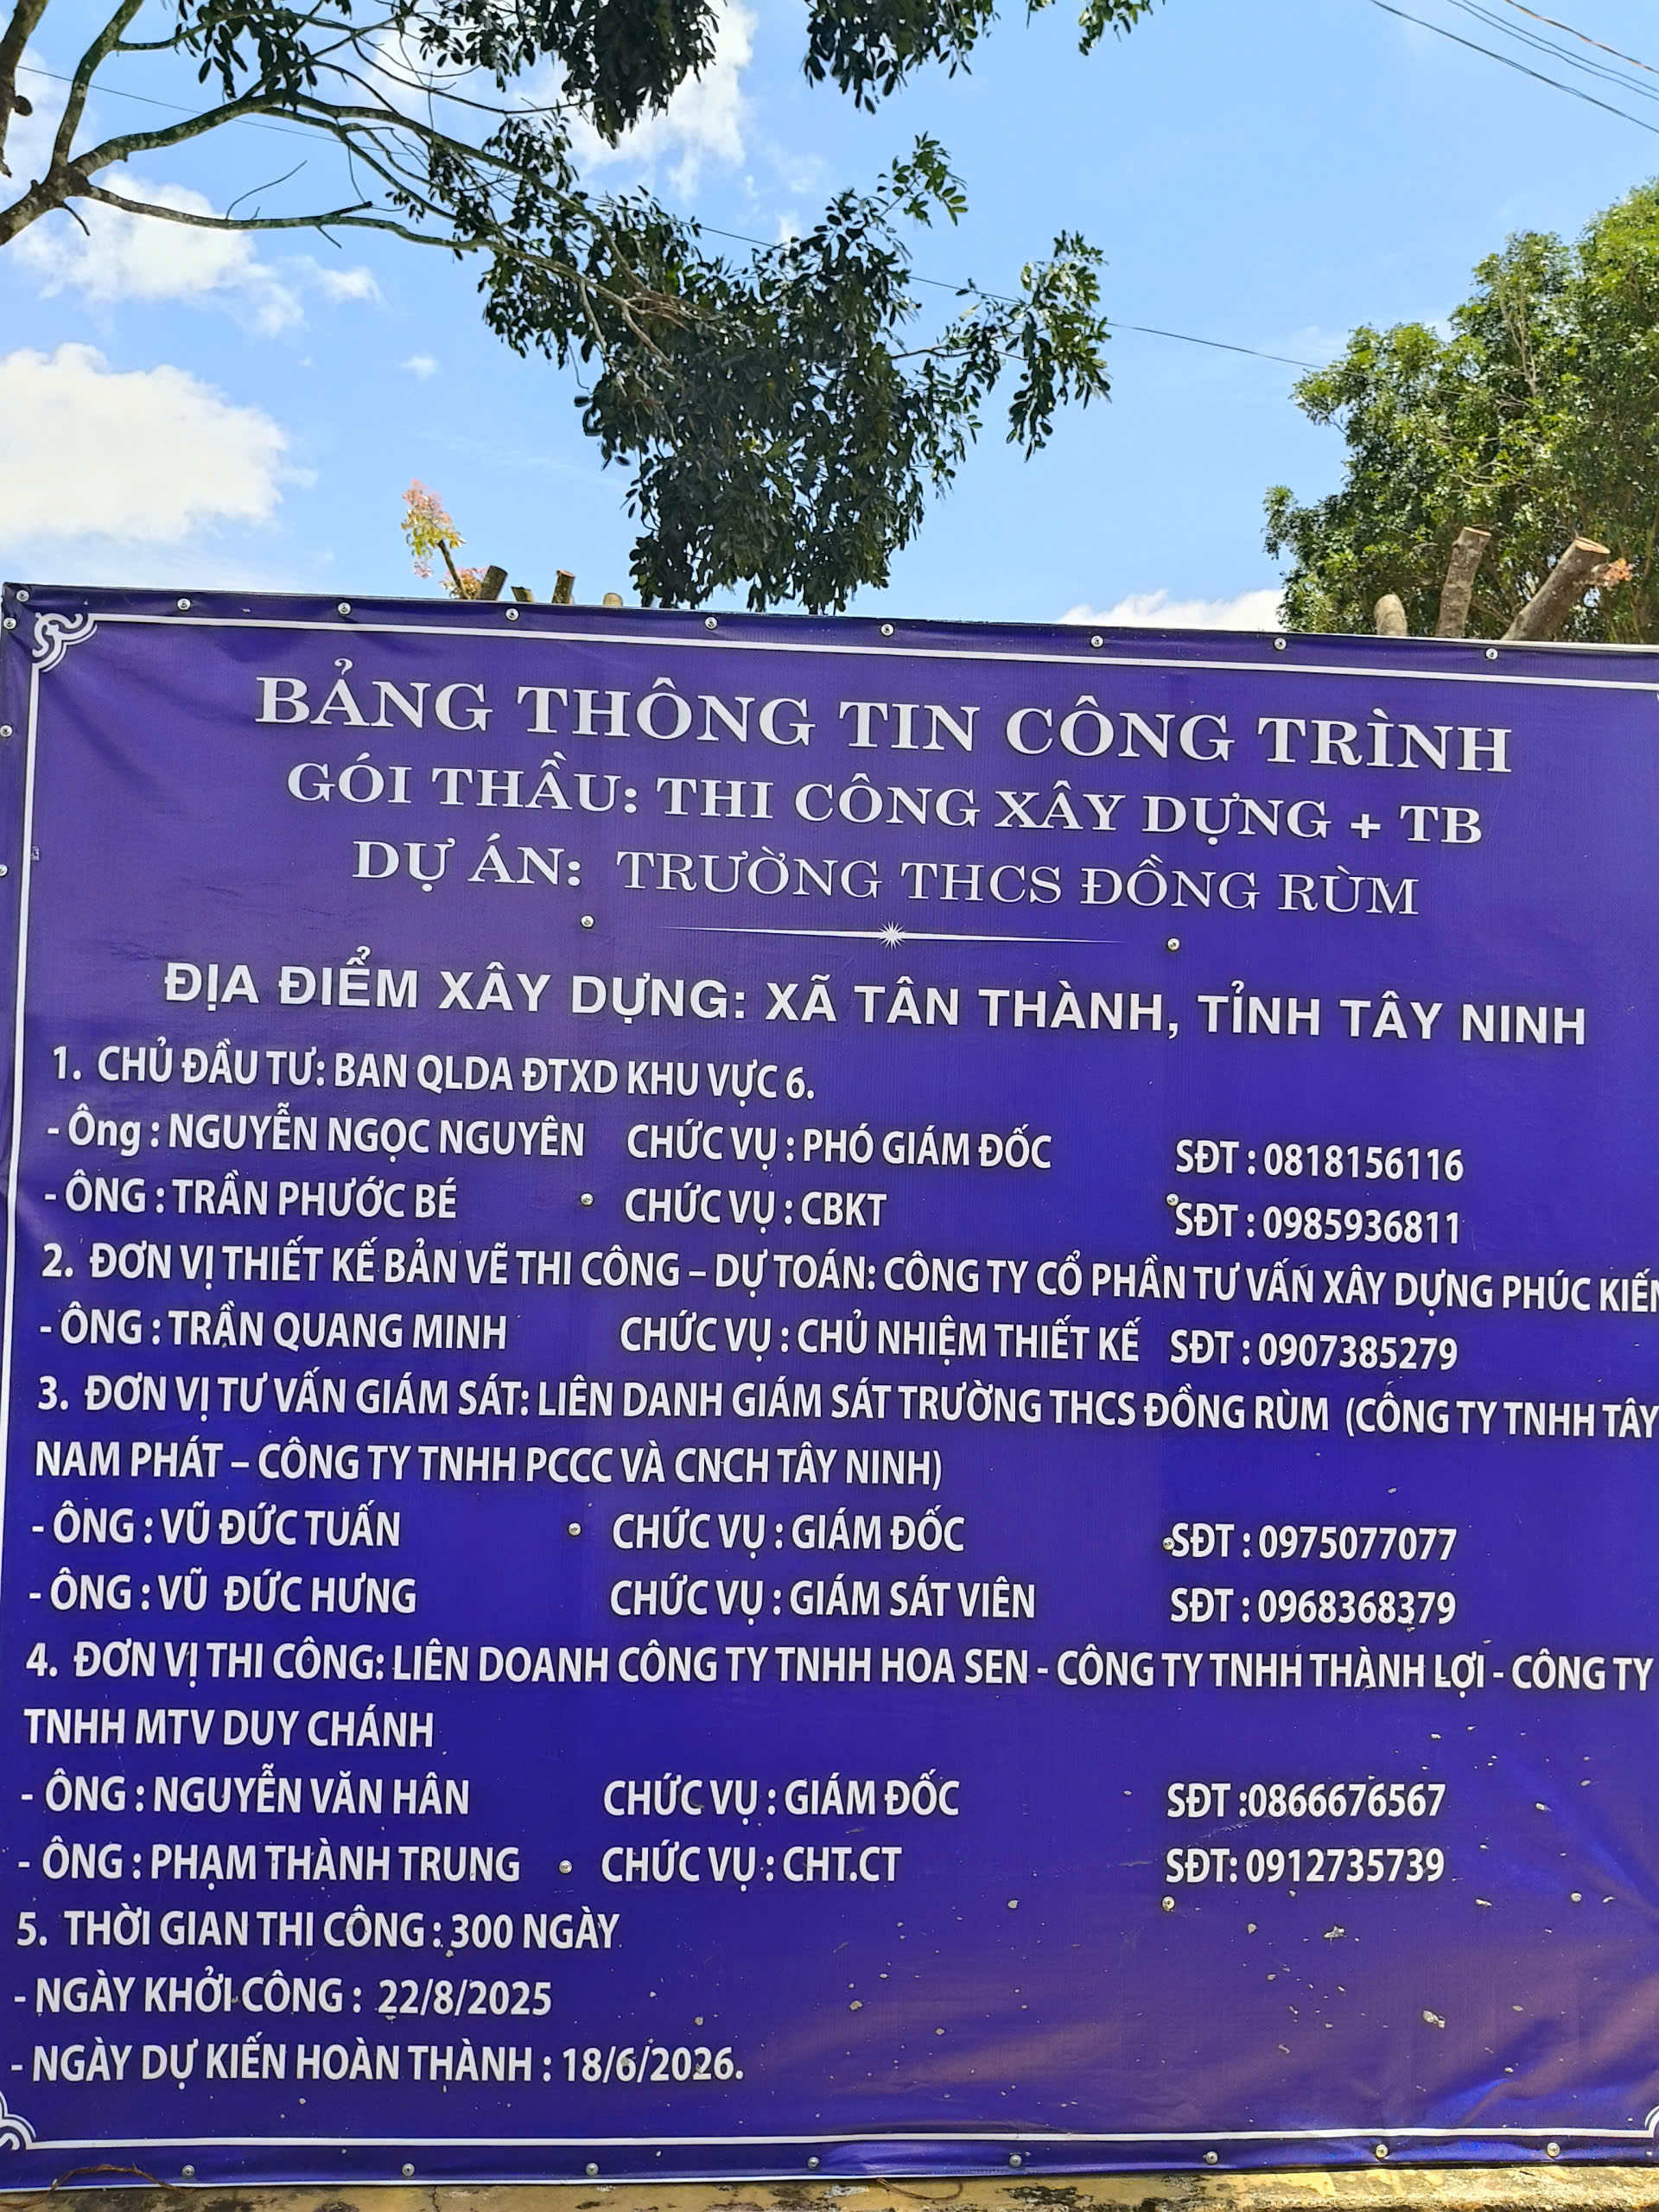 BẢNG THÔNG TIN CÔNG TRÌNH
GÓI THẦU: THI CÔNG XÂY DỰNG + TB
DỰ ÁN: TRƯỜNG THCS ĐỒNG RÙM
ĐỊA ĐIỂM XÂY DỰNG: XÃ TÂN THÀNH, TỈNH TÂY NINH
1. CHỦ ĐẦU TƯ: BAN QLDA ĐTXD KHU VỰC 6.
- Ông : NGUYỄN NGỌC NGUYÊN CHỨC VỤ : PHÓ GIÁM ĐỐC SĐT : 0818156116
- ÔNG : TRẦN PHƯỚC BÉ CHỨC VỤ : CBKT SĐT : 0985936811
2. ĐƠN VỊ THIẾT KẾ BẢN VẼ THI CÔNG – DỰ TOÁN: CÔNG TY CỔ PHẦN TƯ VẤN XÂY DỰNG PHÚC KIẾN
- ÔNG : TRẦN QUANG MINH CHỨC VỤ : CHỦ NHIỆM THIẾT KẾ SĐT : 0907385279
3. ĐƠN VỊ TƯ VẤN GIÁM SÁT: LIÊN DANH GIÁM SÁT TRƯỜNG THCS ĐỒNG RÙM (CÔNG TY TNHH TÂY
NAM PHÁT – CÔNG TY TNHH PCCC VÀ CNCH TÂY NINH)
- ÔNG : VŨ ĐỨC TUẤN CHỨC VỤ : GIÁM ĐỐC SĐT : 0975077077
- ÔNG : VŨ ĐỨC HƯNG CHỨC VỤ : GIÁM SÁT VIÊN SĐT : 0968368379
4. ĐƠN VỊ THI CÔNG: LIÊN DOANH CÔNG TY TNHH HOA SEN - CÔNG TY TNHH THÀNH LỢI - CÔNG TY
TNHH MTV DUY CHÁNH
- ÔNG : NGUYỄN VĂN HÂN CHỨC VỤ : GIÁM ĐỐC SĐT :0866676567
- ÔNG : PHẠM THÀNH TRUNG CHỨC VỤ : CHT.CT SĐT: 0912735739
5. THỜI GIAN THI CÔNG : 300 NGÀY
- NGÀY KHỞI CÔNG : 22/8/2025
- NGÀY DỰ KIẾN HOÀN THÀNH : 18/6/2026.